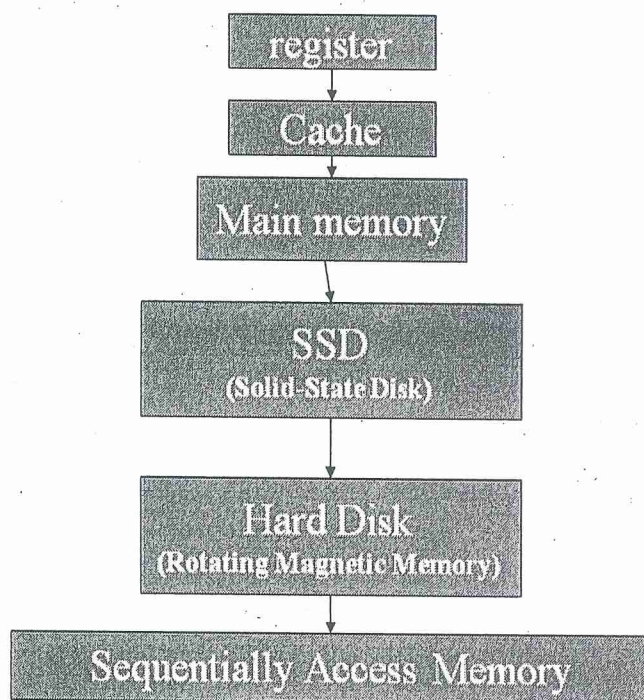 register
Cache
Main memory
SSD
(Solid-State Disk)
Hard Disk
(Rotating Magnetic Memory)
Sequentially Access Memory